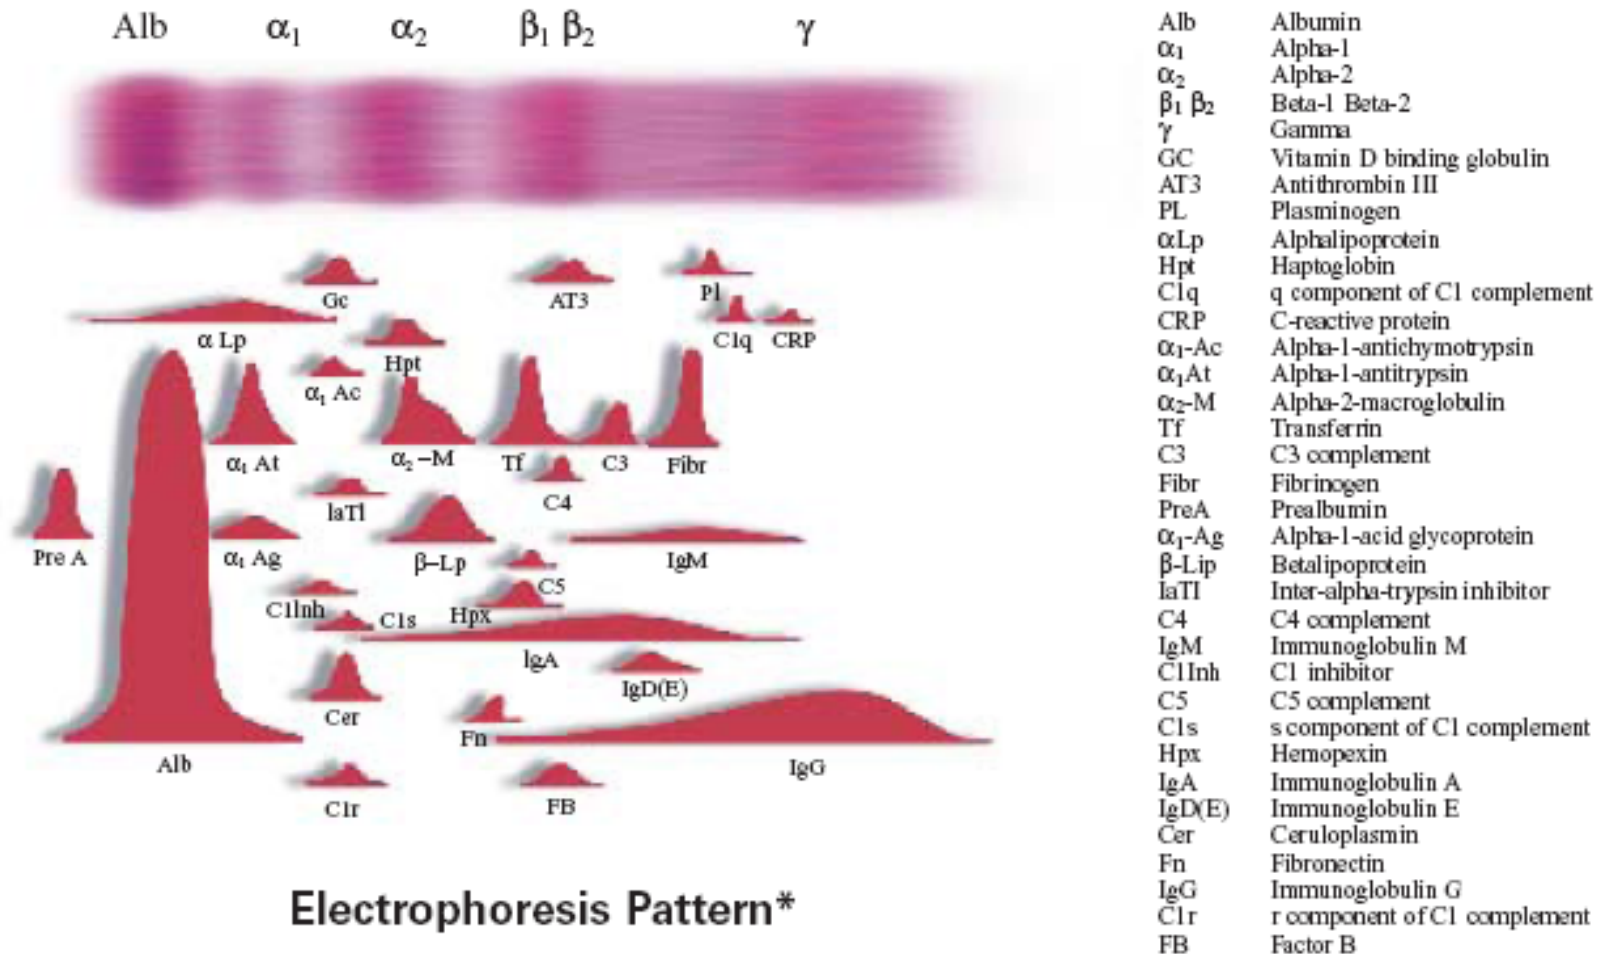 Alb α₁ α₂ β₁ β₂ γ
Gc
AT3
Pl
α Lp
Hpt
C1q
CRP
α₁ Ac
α₁ At
α₂ –M
Tf
C3
Fibr
C4
IaTI
Pre A
α₁ Ag
β–Lp
IgM
C5
C1Inh
C1s
Hpx
IgA
IgD(E)
Cer
Fn
Alb
IgG
C1r
FB
Electrophoresis Pattern*
Alb Albumin
α₁ Alpha-1
α₂ Alpha-2
β₁ β₂ Beta-1 Beta-2
γ Gamma
GC Vitamin D binding globulin
AT3 Antithrombin III
PL Plasminogen
αLp Alphalipoprotein
Hpt Haptoglobin
C1q q component of C1 complement
CRP C-reactive protein
α₁-Ac Alpha-1-antichymotrypsin
α₁At Alpha-1-antitrypsin
α₂-M Alpha-2-macroglobulin
Tf Transferrin
C3 C3 complement
Fibr Fibrinogen
PreA Prealbumin
α₁-Ag Alpha-1-acid glycoprotein
β-Lip Betalipoprotein
IaTI Inter-alpha-trypsin inhibitor
C4 C4 complement
IgM Immunoglobulin M
C1Inh C1 inhibitor
C5 C5 complement
C1s s component of C1 complement
Hpx Hemopexin
IgA Immunoglobulin A
IgD(E) Immunoglobulin E
Cer Ceruloplasmin
Fn Fibronectin
IgG Immunoglobulin G
C1r r component of C1 complement
FB Factor B